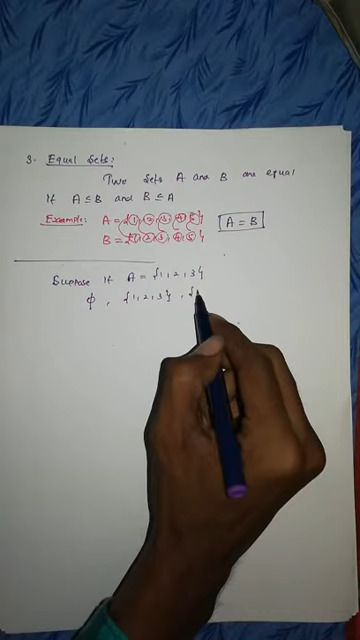 3. Equal Sets:
Two Sets A and B are equal
If A ⊆ B and B ⊆ A
Example: A = {1, 2, 3, 4, 5} A = B
B = {1, 2, 3, 4, 5}
Suppose If A = {1, 2, 3}
ϕ, {1, 2, 3}, {